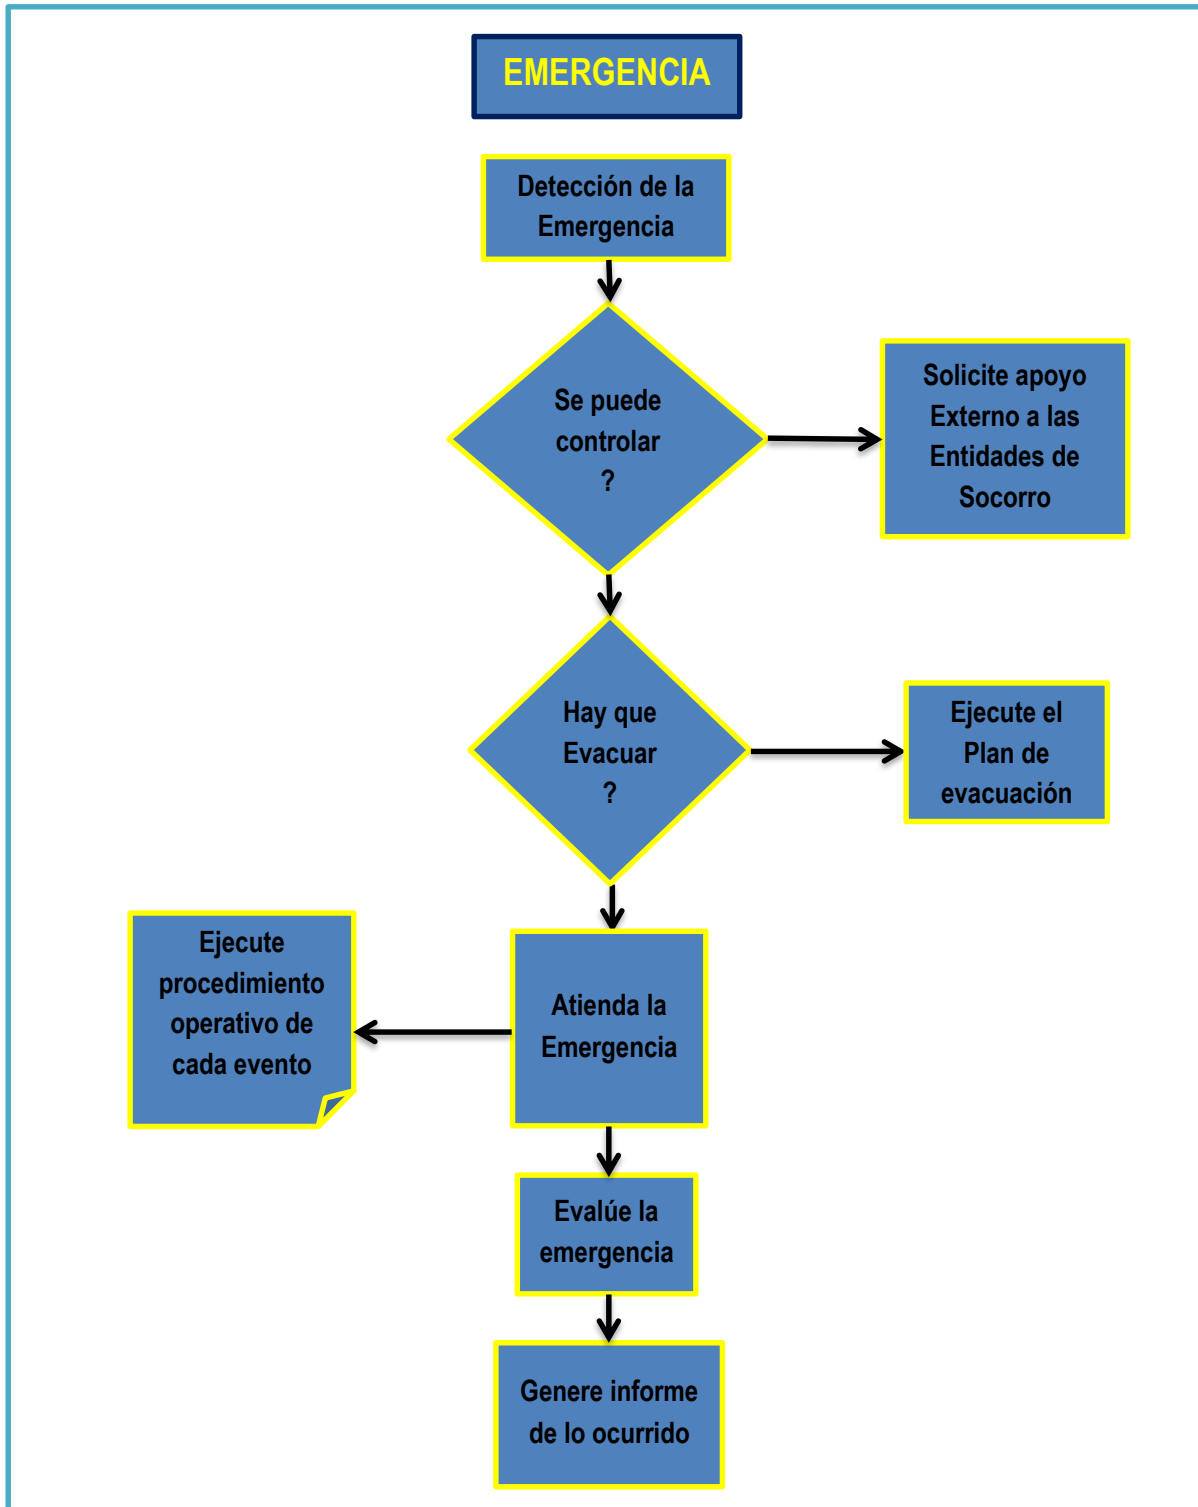 EMERGENCIA
Detección de la
Emergencia
Se puede
controlar
?
Solicite apoyo
Externo a las
Entidades de
Socorro
Hay que
Evacuar
?
Ejecute el
Plan de
evacuación
Ejecute
procedimiento
operativo de
cada evento
Atienda la
Emergencia
Evalúe la
emergencia
Genere informe
de lo ocurrido